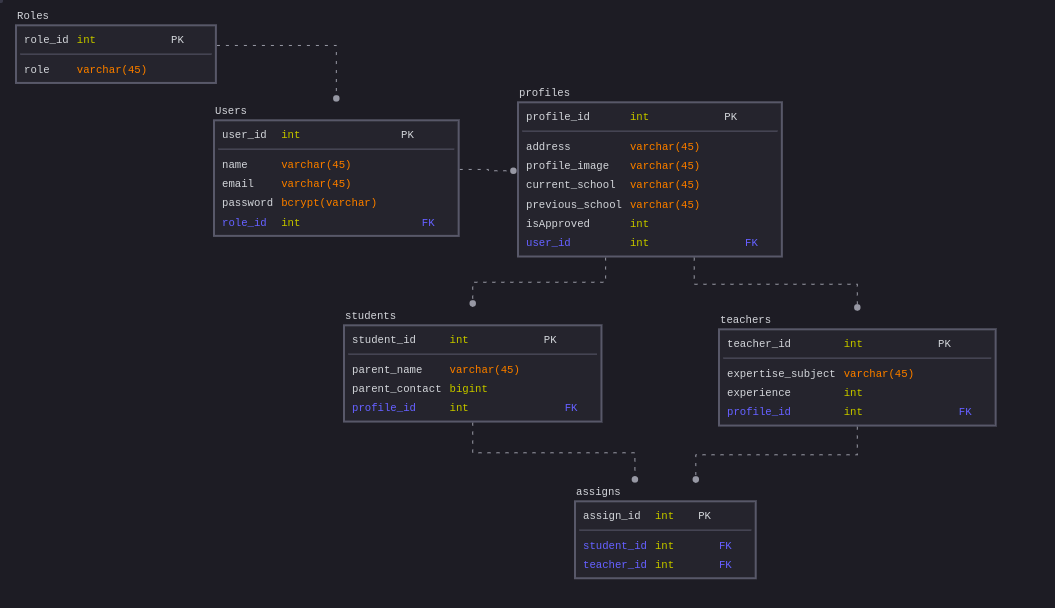 Roles
role_id int PK
role varchar(45)
Users
user_id int PK
name varchar(45)
email varchar(45)
password bcrypt(varchar)
role_id int FK
profiles
profile_id int PK
address varchar(45)
profile_image varchar(45)
current_school varchar(45)
previous_school varchar(45)
isApproved int
user_id int FK
students
student_id int PK
parent_name varchar(45)
parent_contact bigint
profile_id int FK
teachers
teacher_id int PK
expertise_subject varchar(45)
experience int
profile_id int FK
assigns
assign_id int PK
student_id int FK
teacher_id int FK